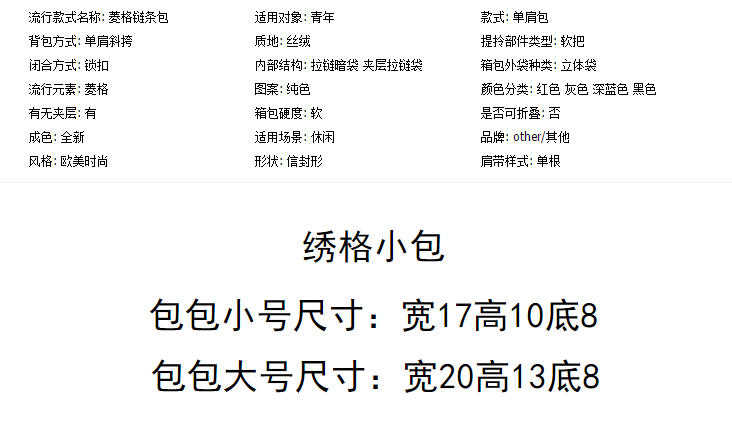 流行款式名称: 菱格链条包 适用对象: 青年 款式: 单肩包
背包方式: 单肩斜挎 质地: 丝绒 提拎部件类型: 软把
闭合方式: 锁扣 内部结构: 拉链暗袋 夹层拉链袋 箱包外袋种类: 立体袋
流行元素: 菱格 图案: 纯色 颜色分类: 红色 灰色 深蓝色 黑色
有无夹层: 有 箱包硬度: 软 是否可折叠: 否
成色: 全新 适用场景: 休闲 品牌: other/其他
风格: 欧美时尚 形状: 信封形 肩带样式: 单根
绣格小包
包包小号尺寸：宽17高10底8
包包大号尺寸：宽20高13底8